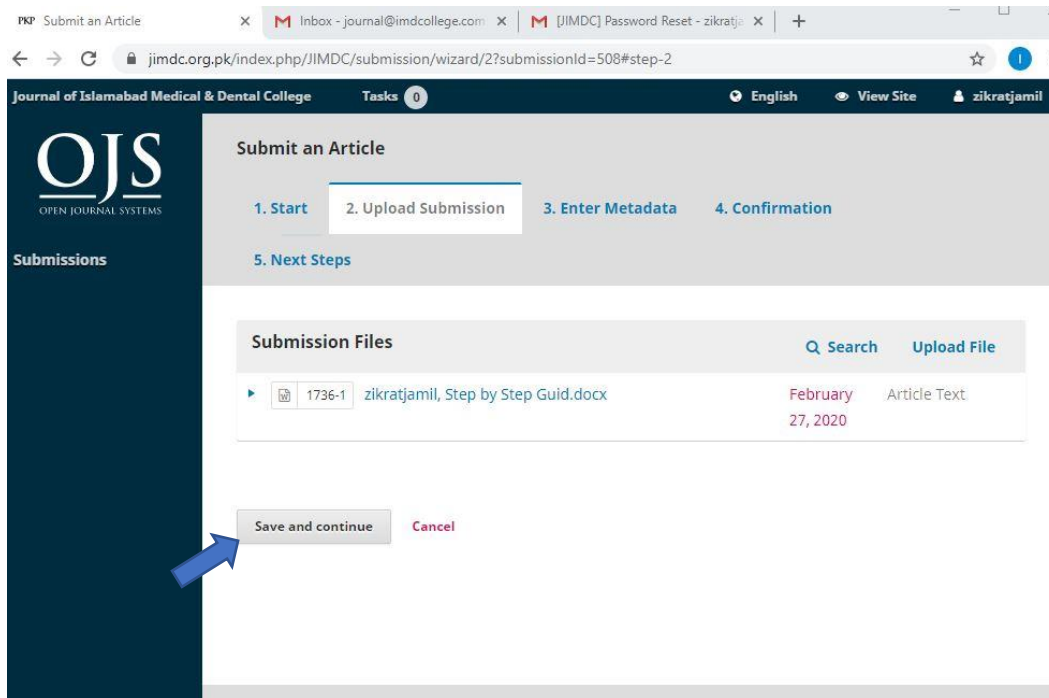 PKP Submit an Article
Inbox - journal@imdcollege.com
[JIMDC] Password Reset - zikratja
jimdc.org.pk/index.php/JIMDC/submission/wizard/2?submissionId=508#step-2
I
Journal of Islamabad Medical & Dental College Tasks 0 English View Site zikratjamil
OJS
OPEN JOURNAL SYSTEMS
Submissions
Submit an Article
1. Start 2. Upload Submission 3. Enter Metadata 4. Confirmation
5. Next Steps
Submission Files Search Upload File
1736-1 zikratjamil, Step by Step Guid.docx February Article Text
27, 2020
Save and continue Cancel